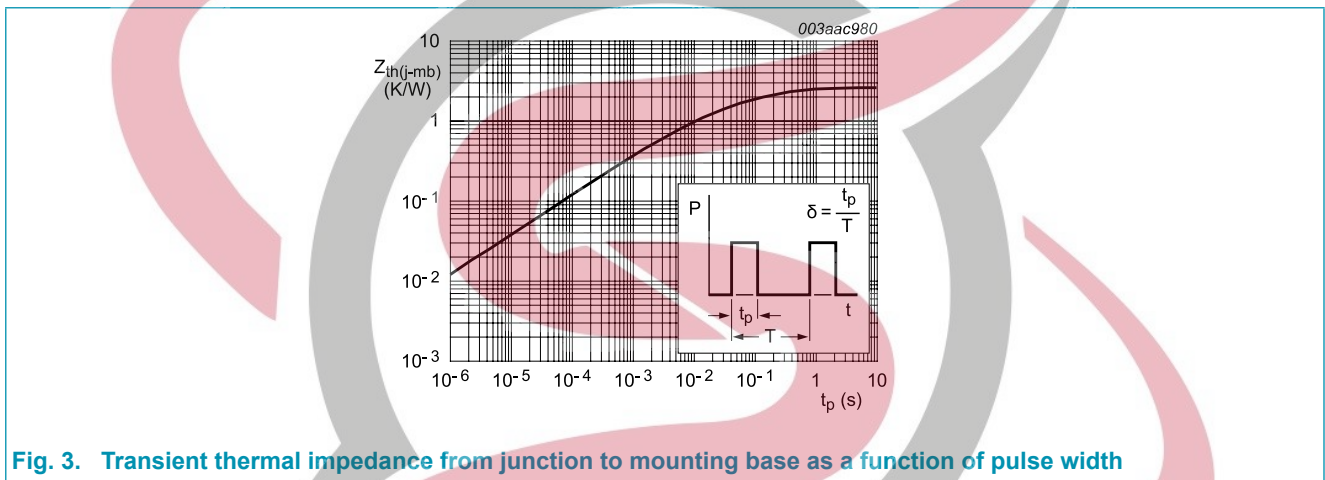 003aac980
10
Zth(j-mb)
(K/W)
1
10-1
10-2
10-3
P
δ = tp
T
tp
T
t
10-6
10-5
10-4
10-3
10-2
10-1
1
10
tp (s)
Fig. 3. Transient thermal impedance from junction to mounting base as a function of pulse width